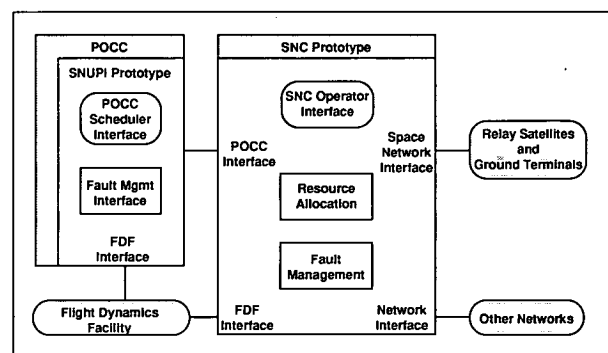 POCC
SNUPI Prototype
POCC
Scheduler
Interface
Fault Mgmt
Interface
FDF
Interface
Flight Dynamics
Facility
SNC Prototype
SNC Operator
Interface
POCC
Interface
Space
Network
Interface
Resource
Allocation
Fault
Management
FDF
Interface
Network
Interface
Relay Satellites
and
Ground Terminals
Other Networks